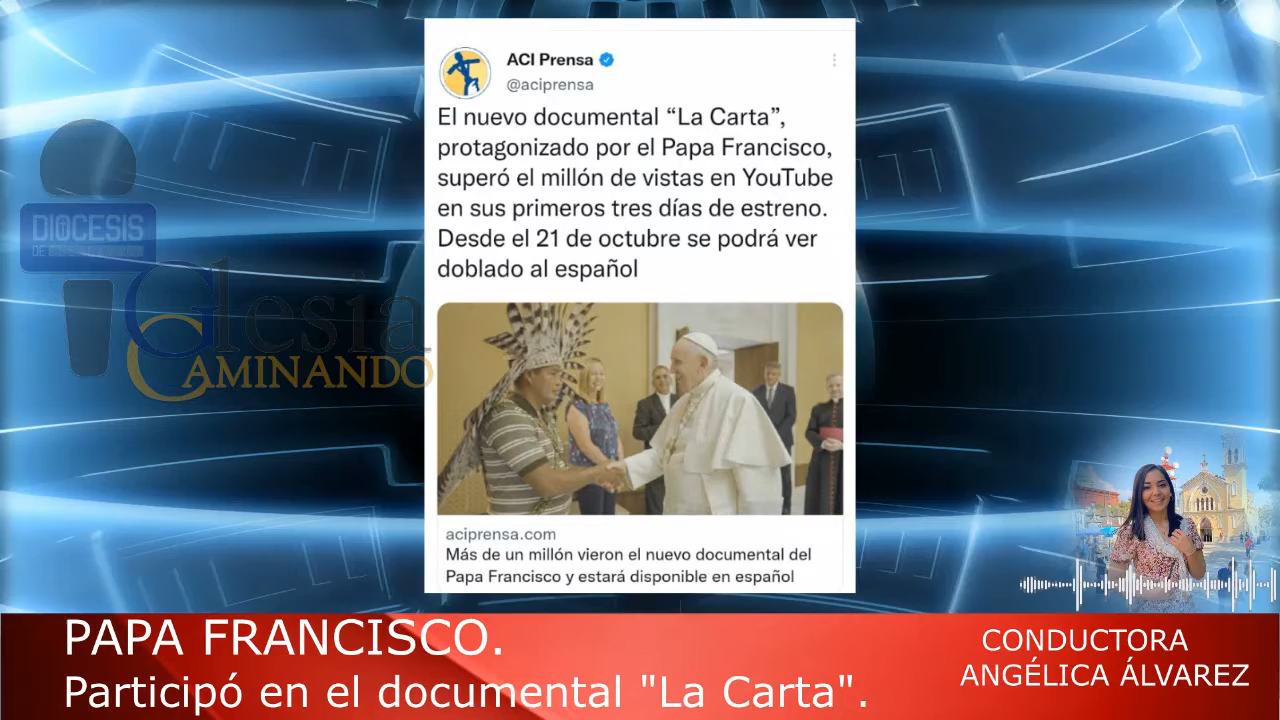 ACI Prensa
@aciprensa
El nuevo documental “La Carta”,
protagonizado por el Papa Francisco,
superó el millón de vistas en YouTube
en sus primeros tres días de estreno.
Desde el 21 de octubre se podrá ver
doblado al español
DIOCESIS
DE
iglesia
CAMINANDO
aciprensa.com
Más de un millón vieron el nuevo documental del
Papa Francisco y estará disponible en español
PAPA FRANCISCO.
Participó en el documental "La Carta".
CONDUCTORA
ANGÉLICA ÁLVAREZ